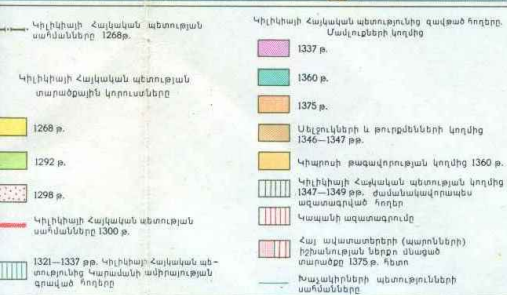 Կիլիկիայի Հայկական պետության
սահմանները 1268թ.
Կիլիկիայի Հայկական պետության
տարածքային կորուստները
1268 թ.
1292 թ.
1298 թ.
Կիլիկիայի Հայկական պետության
սահմանները 1300 թ.
1321—1337 թթ. Կիլիկիայի Հայկական պե-
տությունից Կարամանի ամիրայության
գրաված հողերը
Կիլիկիայի Հայկական պետությունից զավթած հողերը.
Մամլուքների կողմից
1337 թ.
1360 թ.
1375 թ.
Սելջուկների և թուրքմենների կողմից
1346—1347 թթ.
Կիպրոսի թագավորության կողմից 1360 թ.
Կիլիկիայի Հայկական պետության կողմից
1347—1349 թթ. ժամանակավորապես
ազատագրված հողեր
Կապանի ազատագրումը
Հայ ավատատերերի (պարոնների)
իշխանության ներքո մնացած
տարածքը 1375 թ. հետո
Խաչակիրների պետությունների
սահմանները